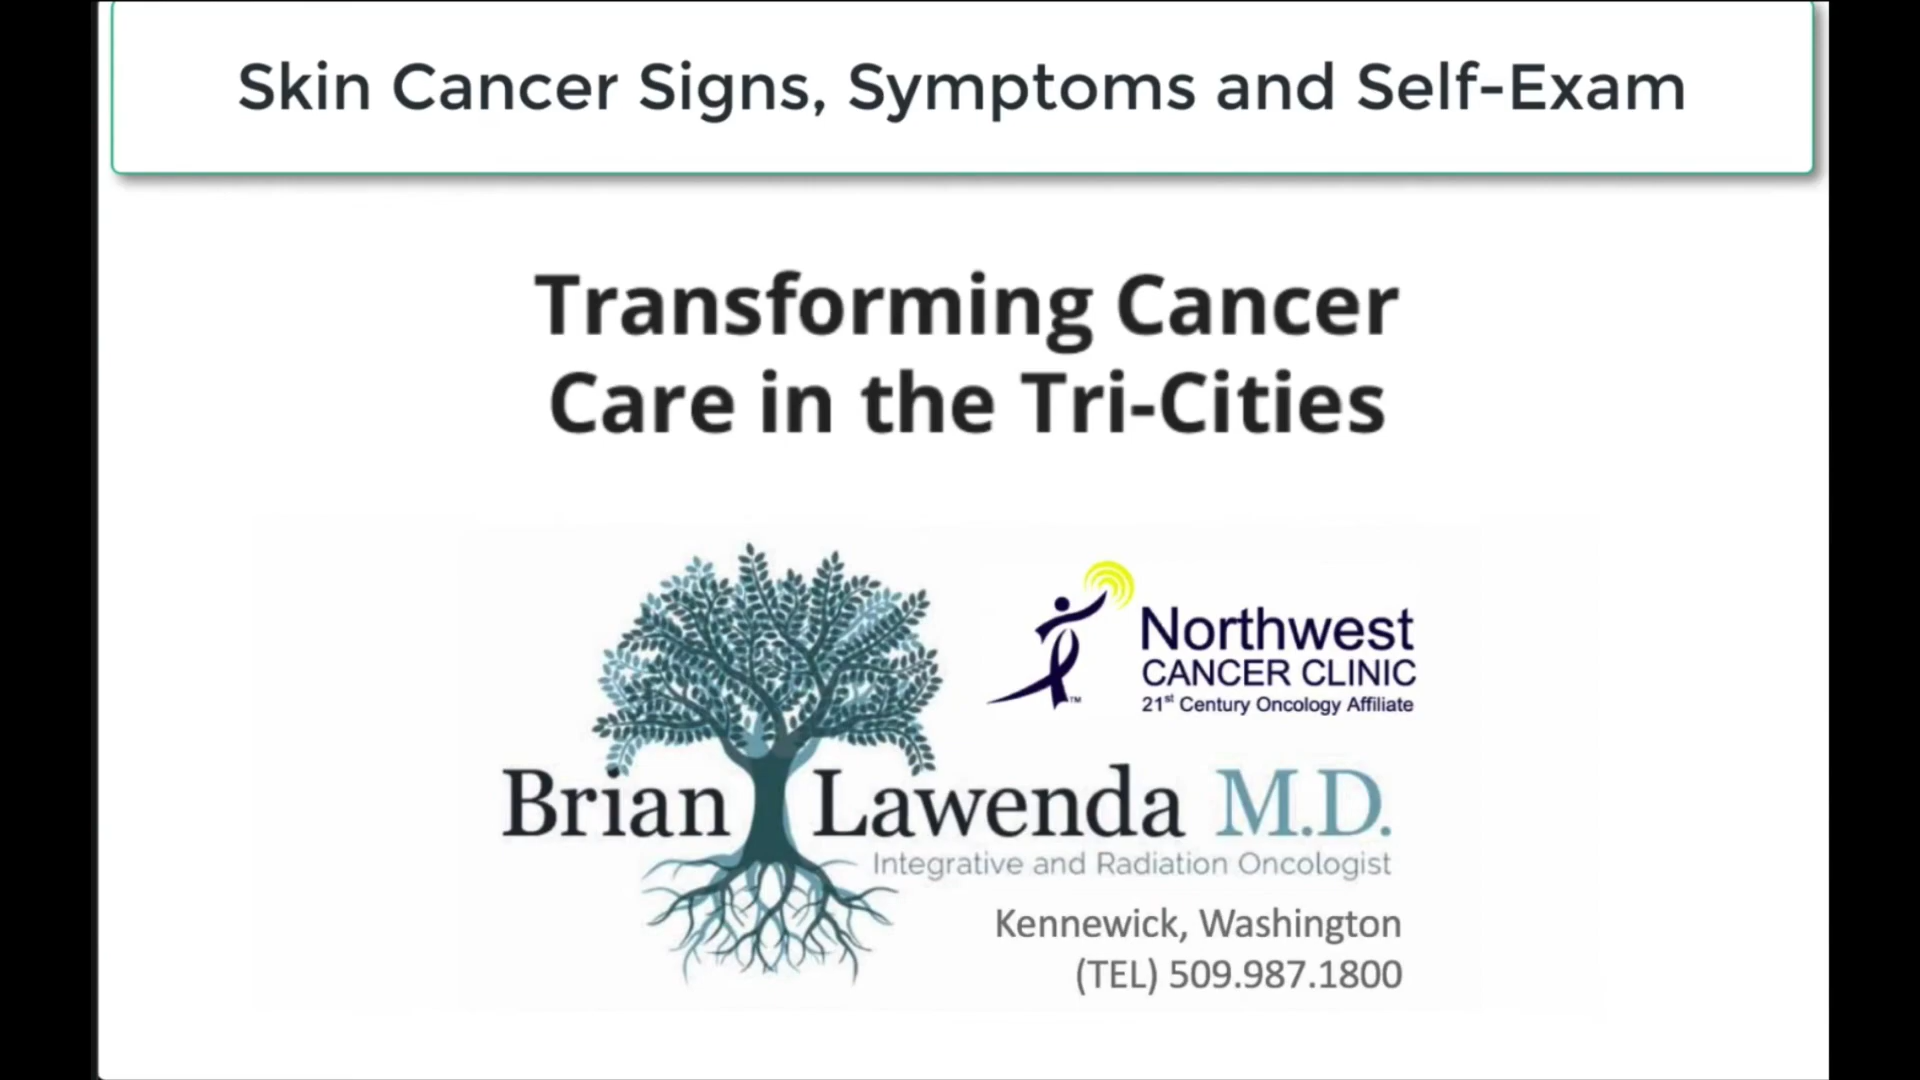 Skin Cancer Signs, Symptoms and Self-Exam
Transforming Cancer
Care in the Tri-Cities
Northwest
CANCER CLINIC
21st Century Oncology Affiliate
™
Brian Lawenda M.D.
Integrative and Radiation Oncologist
Kennewick, Washington
(TEL) 509.987.1800